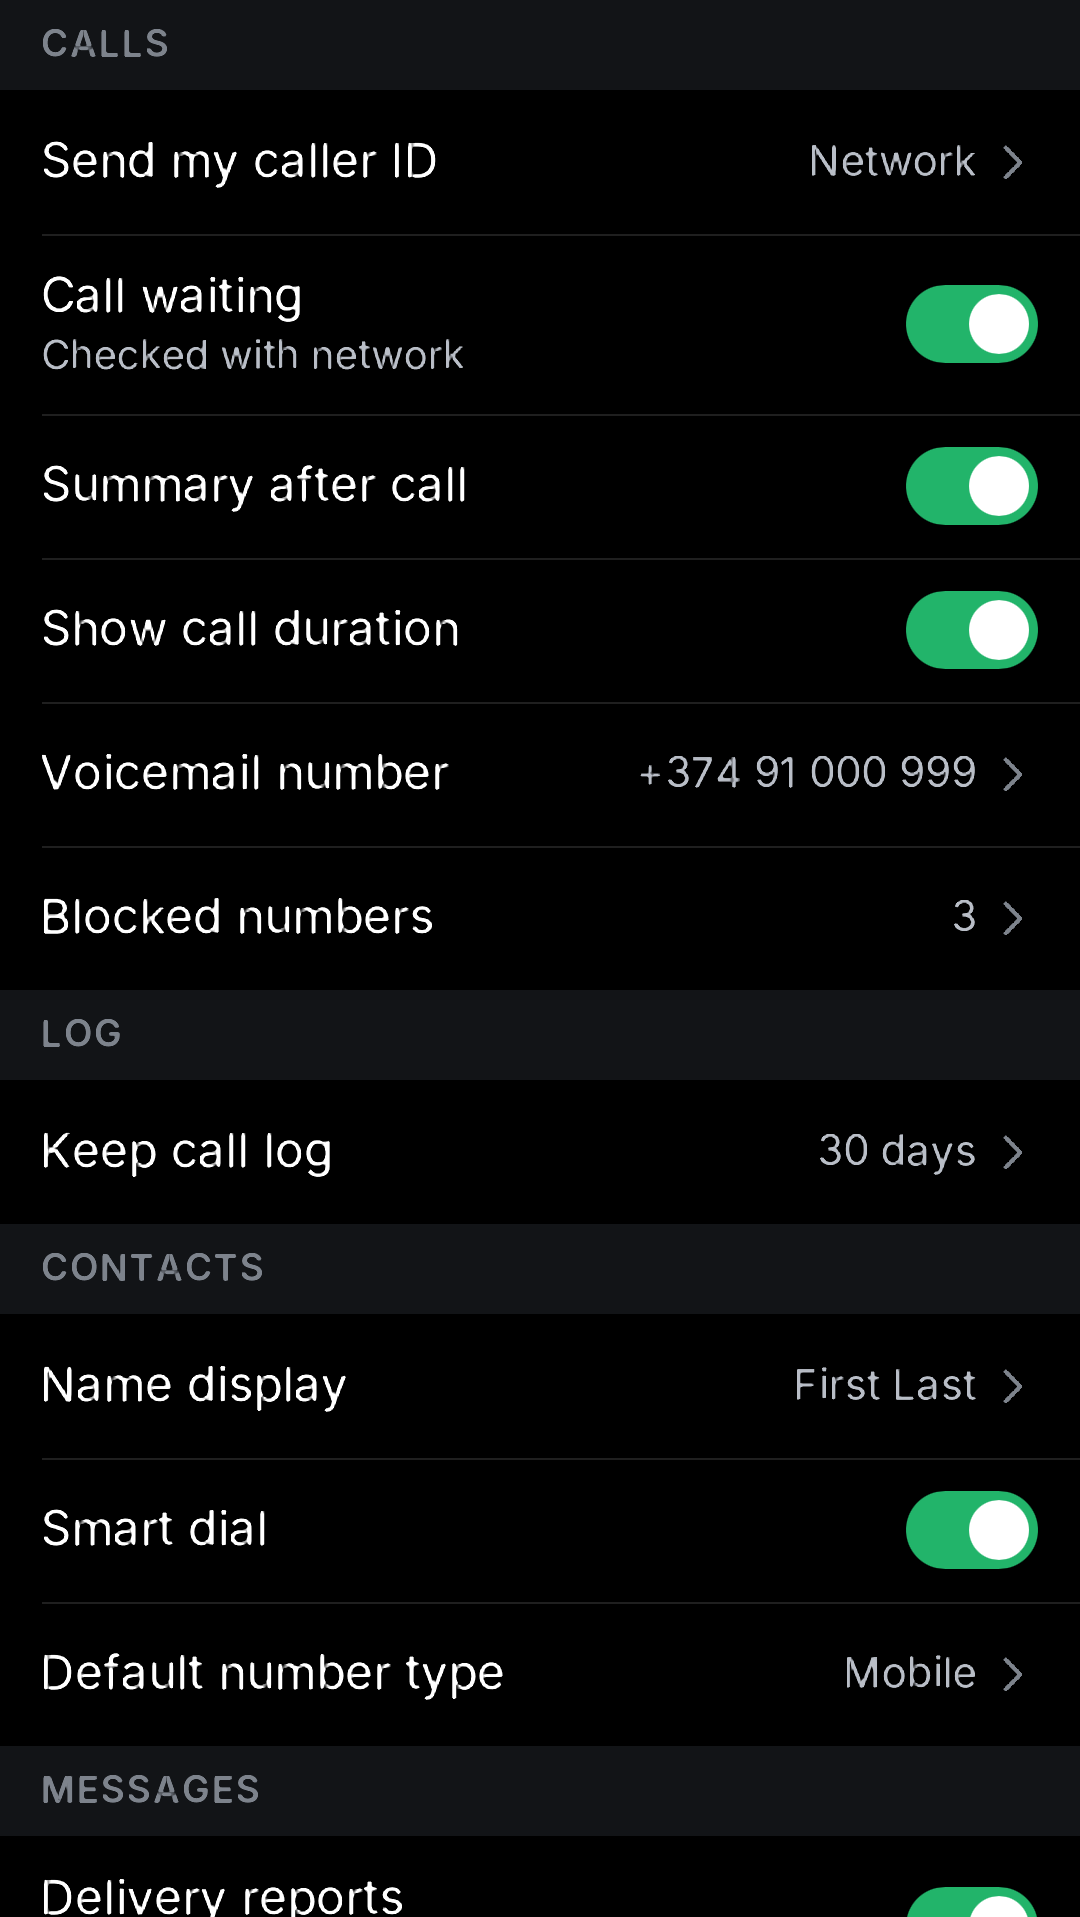 CALLS
Send my caller ID
Network
Call waiting
Checked with network
Summary after call
Show call duration
Voicemail number
+374 91 000 999
Blocked numbers
3
LOG
Keep call log
30 days
CONTACTS
Name display
First Last
Smart dial
Default number type
Mobile
MESSAGES
Delivery reports